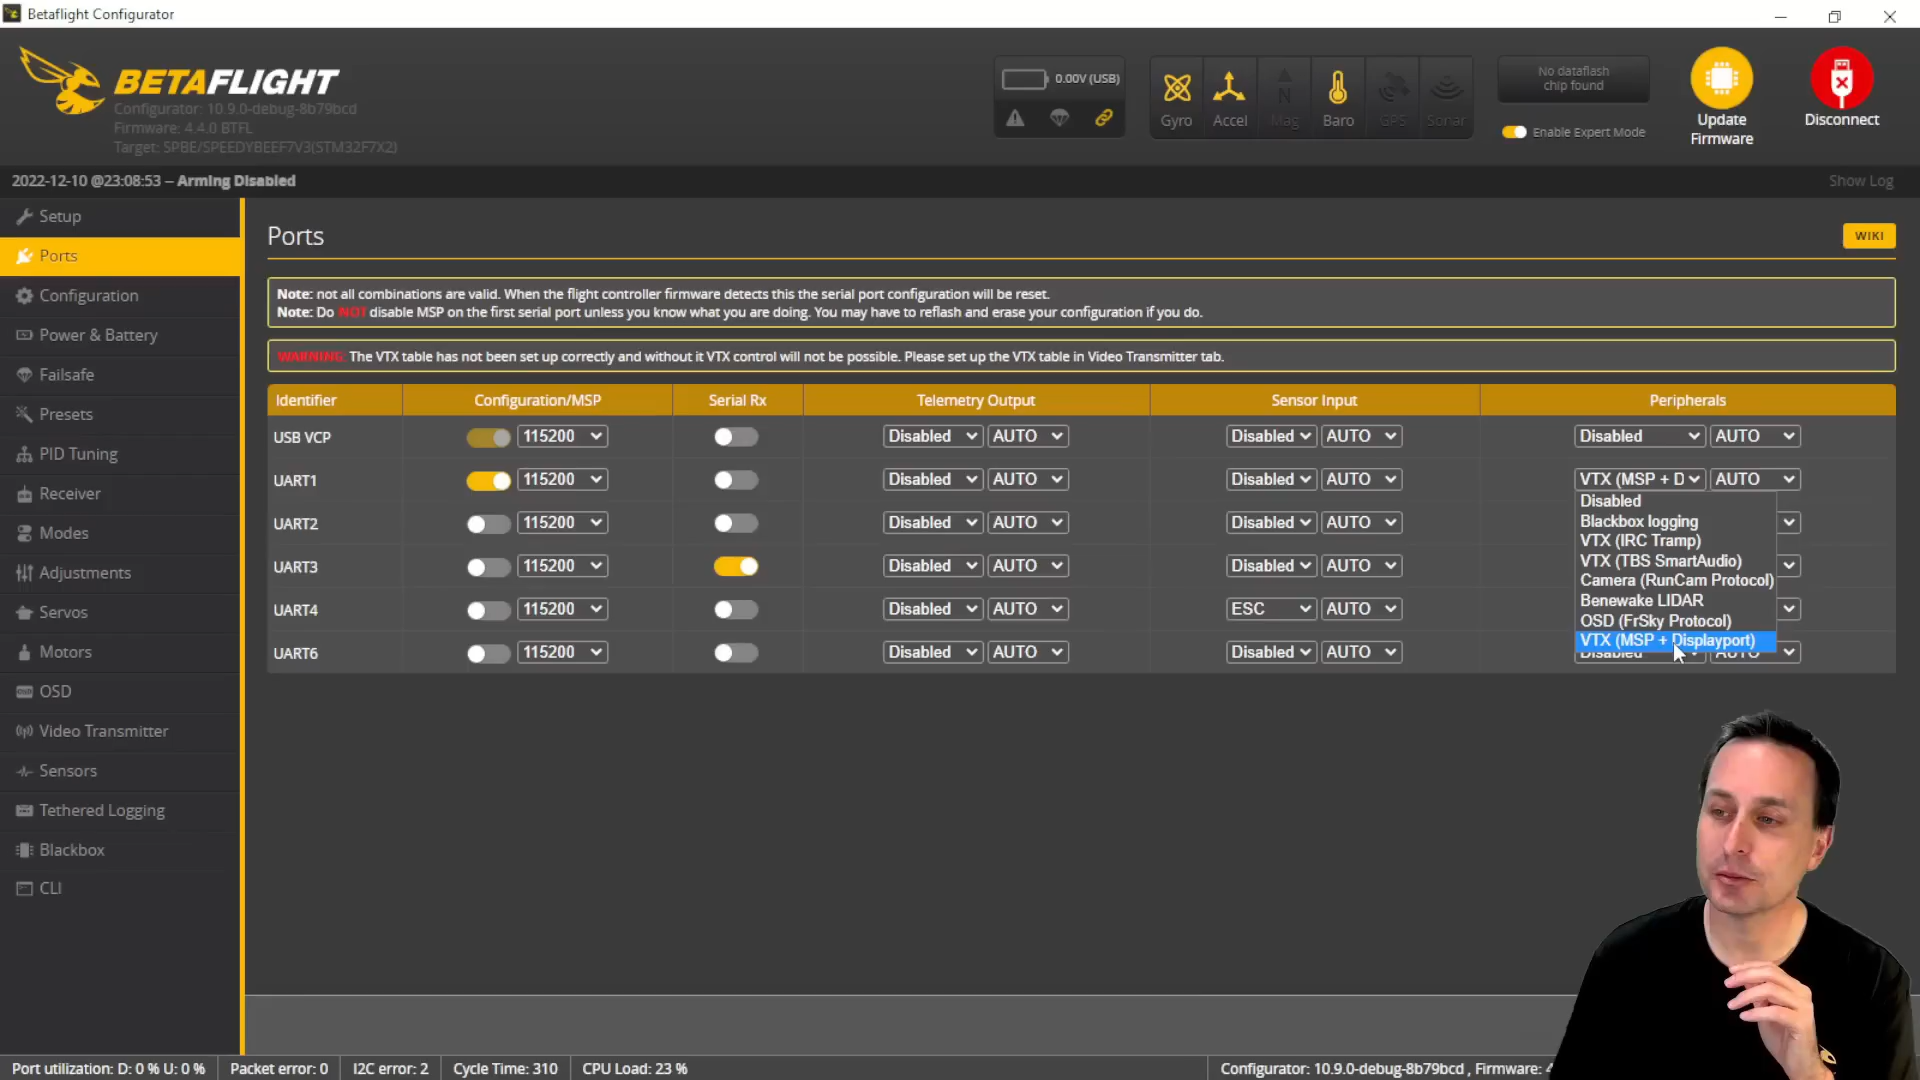 Betaflight Configurator
BETAFLIGHT
Configurator: 10.9.0-debug-8b79bcd
Firmware: 4.4.0 BTFL
Target: SPBE/SPEEDYBEEF7V3(STM32F7X2)
0.00V (USB)
Gyro
Accel
Mag
Baro
GPS
Sonar
No dataflash
chip found
Enable Expert Mode
Update
Firmware
Disconnect
2022-12-10 @23:08:53 – Arming Disabled
Show Log
Setup
Ports
Configuration
Power & Battery
Failsafe
Presets
PID Tuning
Receiver
Modes
Adjustments
Servos
Motors
OSD
Video Transmitter
Sensors
Tethered Logging
Blackbox
CLI
Ports
WIKI
Note: not all combinations are valid. When the flight controller firmware detects this the serial port configuration will be reset.
Note: Do NOT disable MSP on the first serial port unless you know what you are doing. You may have to reflash and erase your configuration if you do.
WARNING: The VTX table has not been set up correctly and without it VTX control will not be possible. Please set up the VTX table in Video Transmitter tab.
Identifier Configuration/MSP Serial Rx Telemetry Output Sensor Input Peripherals
USB VCP 115200 Disabled AUTO Disabled AUTO Disabled AUTO
UART1 115200 Disabled AUTO Disabled AUTO VTX (MSP + D AUTO
UART2 115200 Disabled AUTO Disabled AUTO
UART3 115200 Disabled AUTO Disabled AUTO
UART4 115200 Disabled AUTO ESC AUTO
UART6 115200 Disabled AUTO Disabled AUTO Disabled AUTO
Disabled
Blackbox logging
VTX (IRC Tramp)
VTX (TBS SmartAudio)
Camera (RunCam Protocol)
Benewake LIDAR
OSD (FrSky Protocol)
VTX (MSP + Displayport)
Port utilization: D: 0 % U: 0 % Packet error: 0 I2C error: 2 Cycle Time: 310 CPU Load: 23 % Configurator: 10.9.0-debug-8b79bcd , Firmware: 4